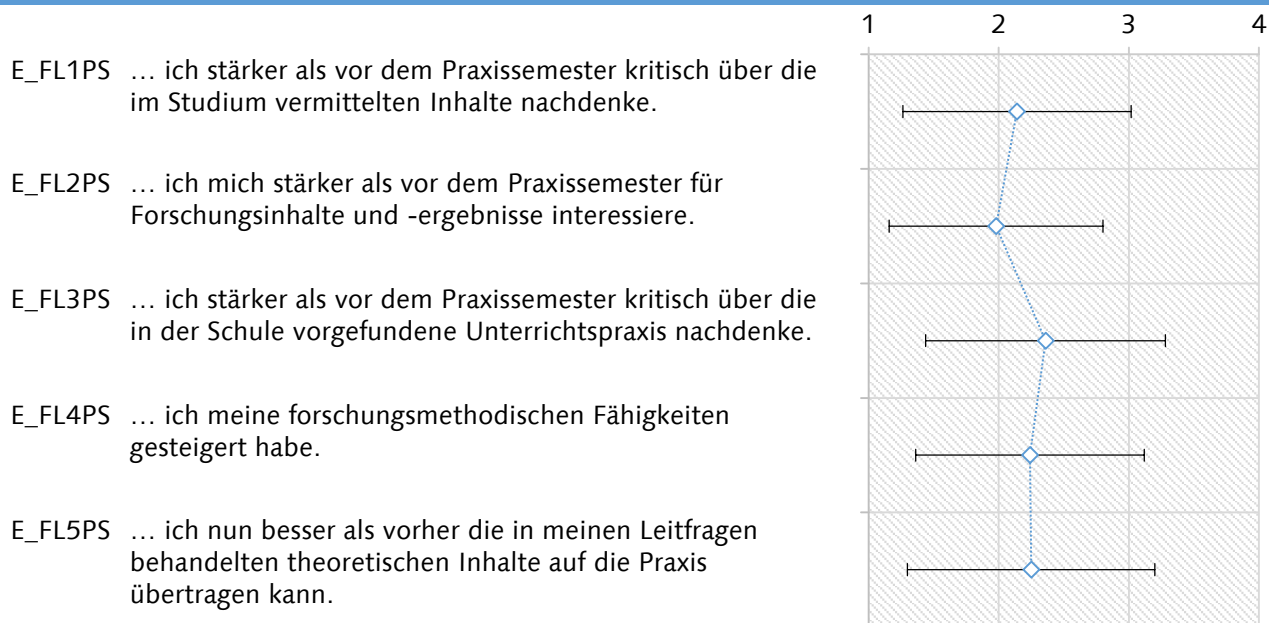 1 2 3 4
E_FL1PS … ich stärker als vor dem Praxissemester kritisch über die
im Studium vermittelten Inhalte nachdenke.
E_FL2PS … ich mich stärker als vor dem Praxissemester für
Forschungsinhalte und -ergebnisse interessiere.
E_FL3PS … ich stärker als vor dem Praxissemester kritisch über die
in der Schule vorgefundene Unterrichtspraxis nachdenke.
E_FL4PS … ich meine forschungsmethodischen Fähigkeiten
gesteigert habe.
E_FL5PS … ich nun besser als vorher die in meinen Leitfragen
behandelten theoretischen Inhalte auf die Praxis
übertragen kann.